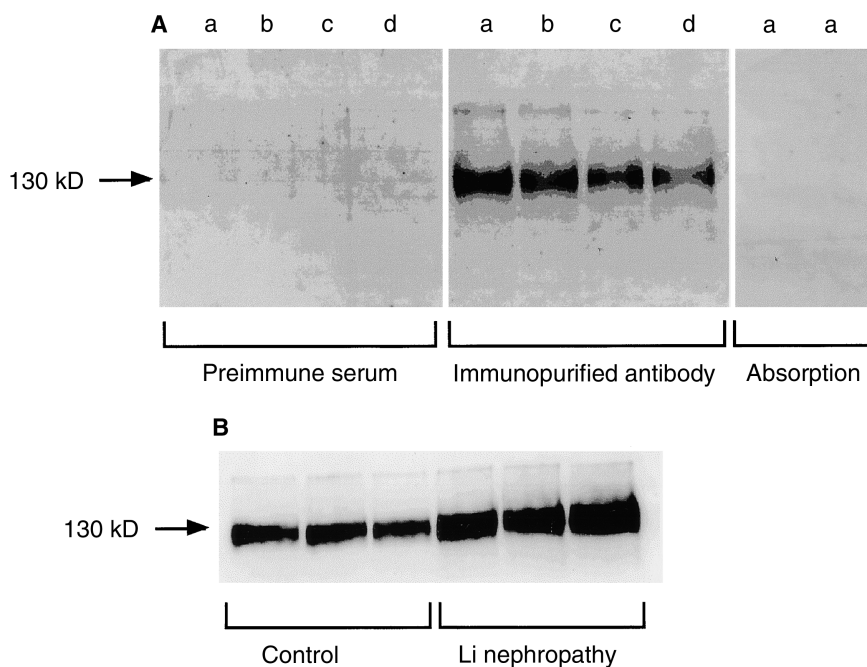 A a b c d a b c d a a
130 kD
Preimmune serum Immunopurified antibody Absorption
B
130 kD
Control Li nephropathy